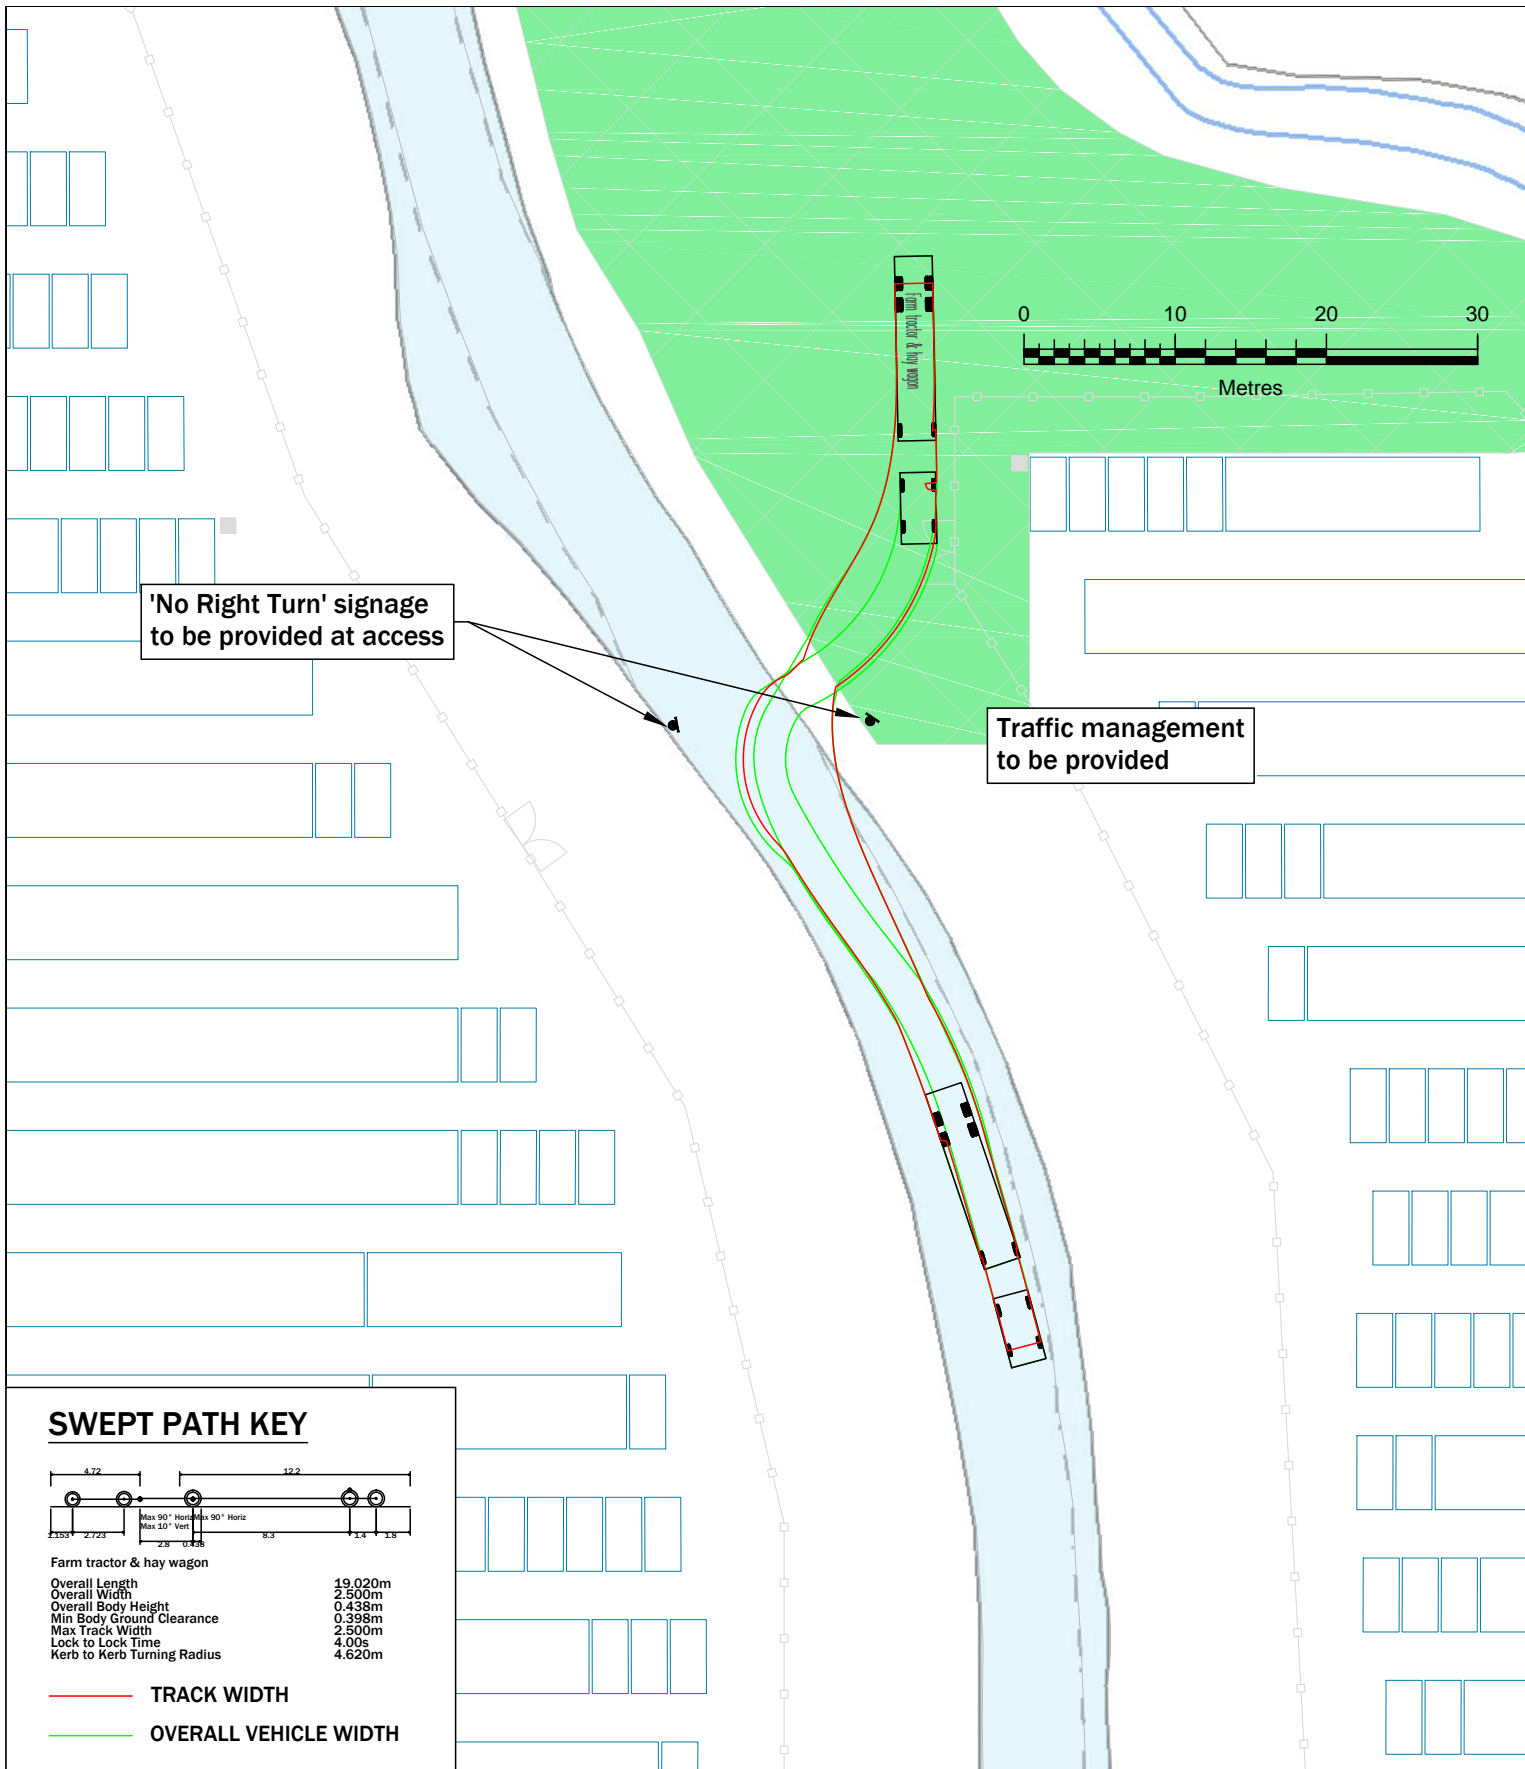 Farm tractor & hay wagon
0 10 20 30
Metres
'No Right Turn' signage
to be provided at access
Traffic management
to be provided
SWEPT PATH KEY
4.72 12.2
Max 90° Horiz Max 90° Horiz
Max 10° Vert
1.153 2.723 8.3 1.4 1.8
2.8 0.438
Farm tractor & hay wagon
Overall Length 19.020m
Overall Width 2.500m
Overall Body Height 0.438m
Min Body Ground Clearance 0.398m
Max Track Width 2.500m
Lock to Lock Time 4.00s
Kerb to Kerb Turning Radius 4.620m
TRACK WIDTH
OVERALL VEHICLE WIDTH